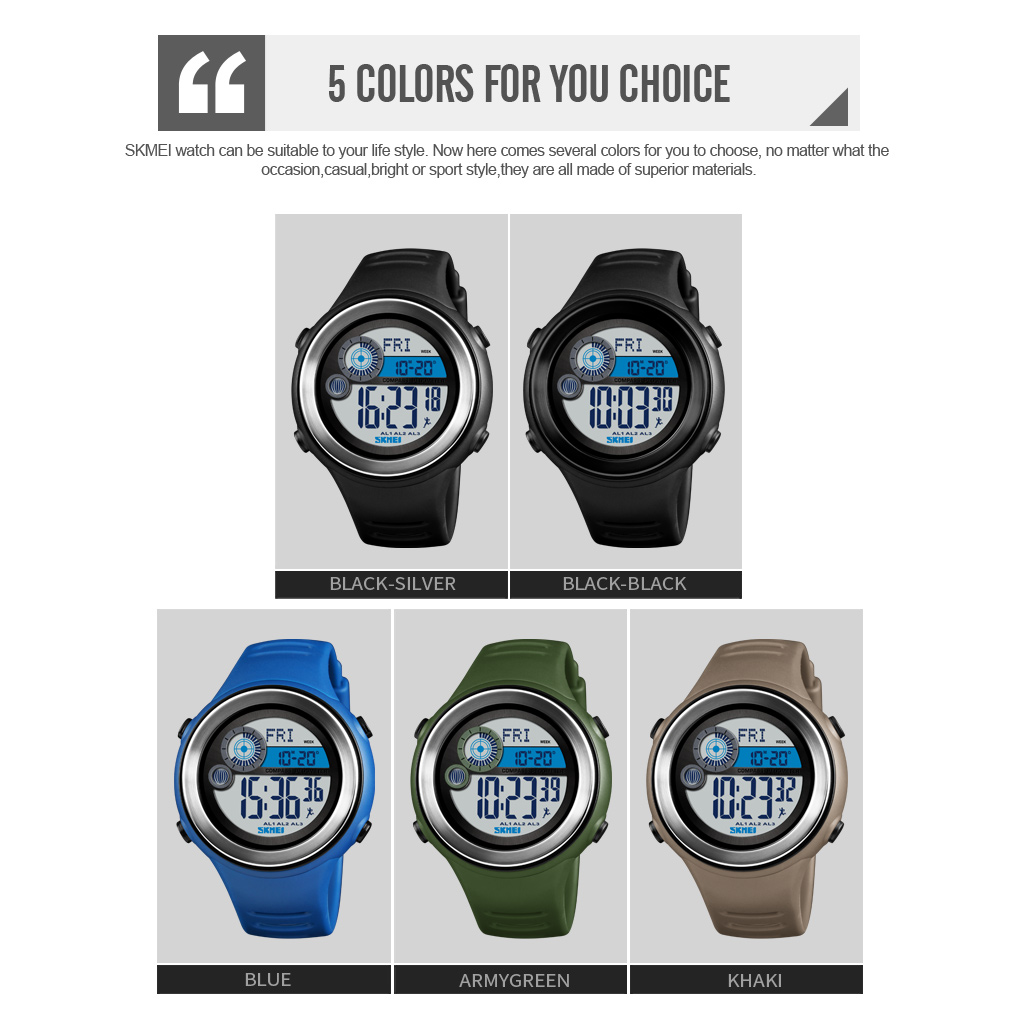 5 COLORS FOR YOU CHOICE
SKMEI watch can be suitable to your life style. Now here comes several colors for you to choose, no matter what the
occasion,casual,bright or sport style,they are all made of superior materials.
FRI
WEEK
10-20
16:23 18
AL1 AL2 AL3
SKMEI
FRI
WEEK
10-20
10:03 30
AL1 AL2 AL3
SKMEI
BLACK-SILVER
BLACK-BLACK
FRI
WEEK
10-20
15:36 36
AL1 AL2 AL3
SKMEI
FRI
WEEK
10-20
10:23 39
AL1 AL2 AL3
SKMEI
FRI
WEEK
10-20
10:23 32
AL1 AL2 AL3
SKMEI
BLUE
ARMYGREEN
KHAKI